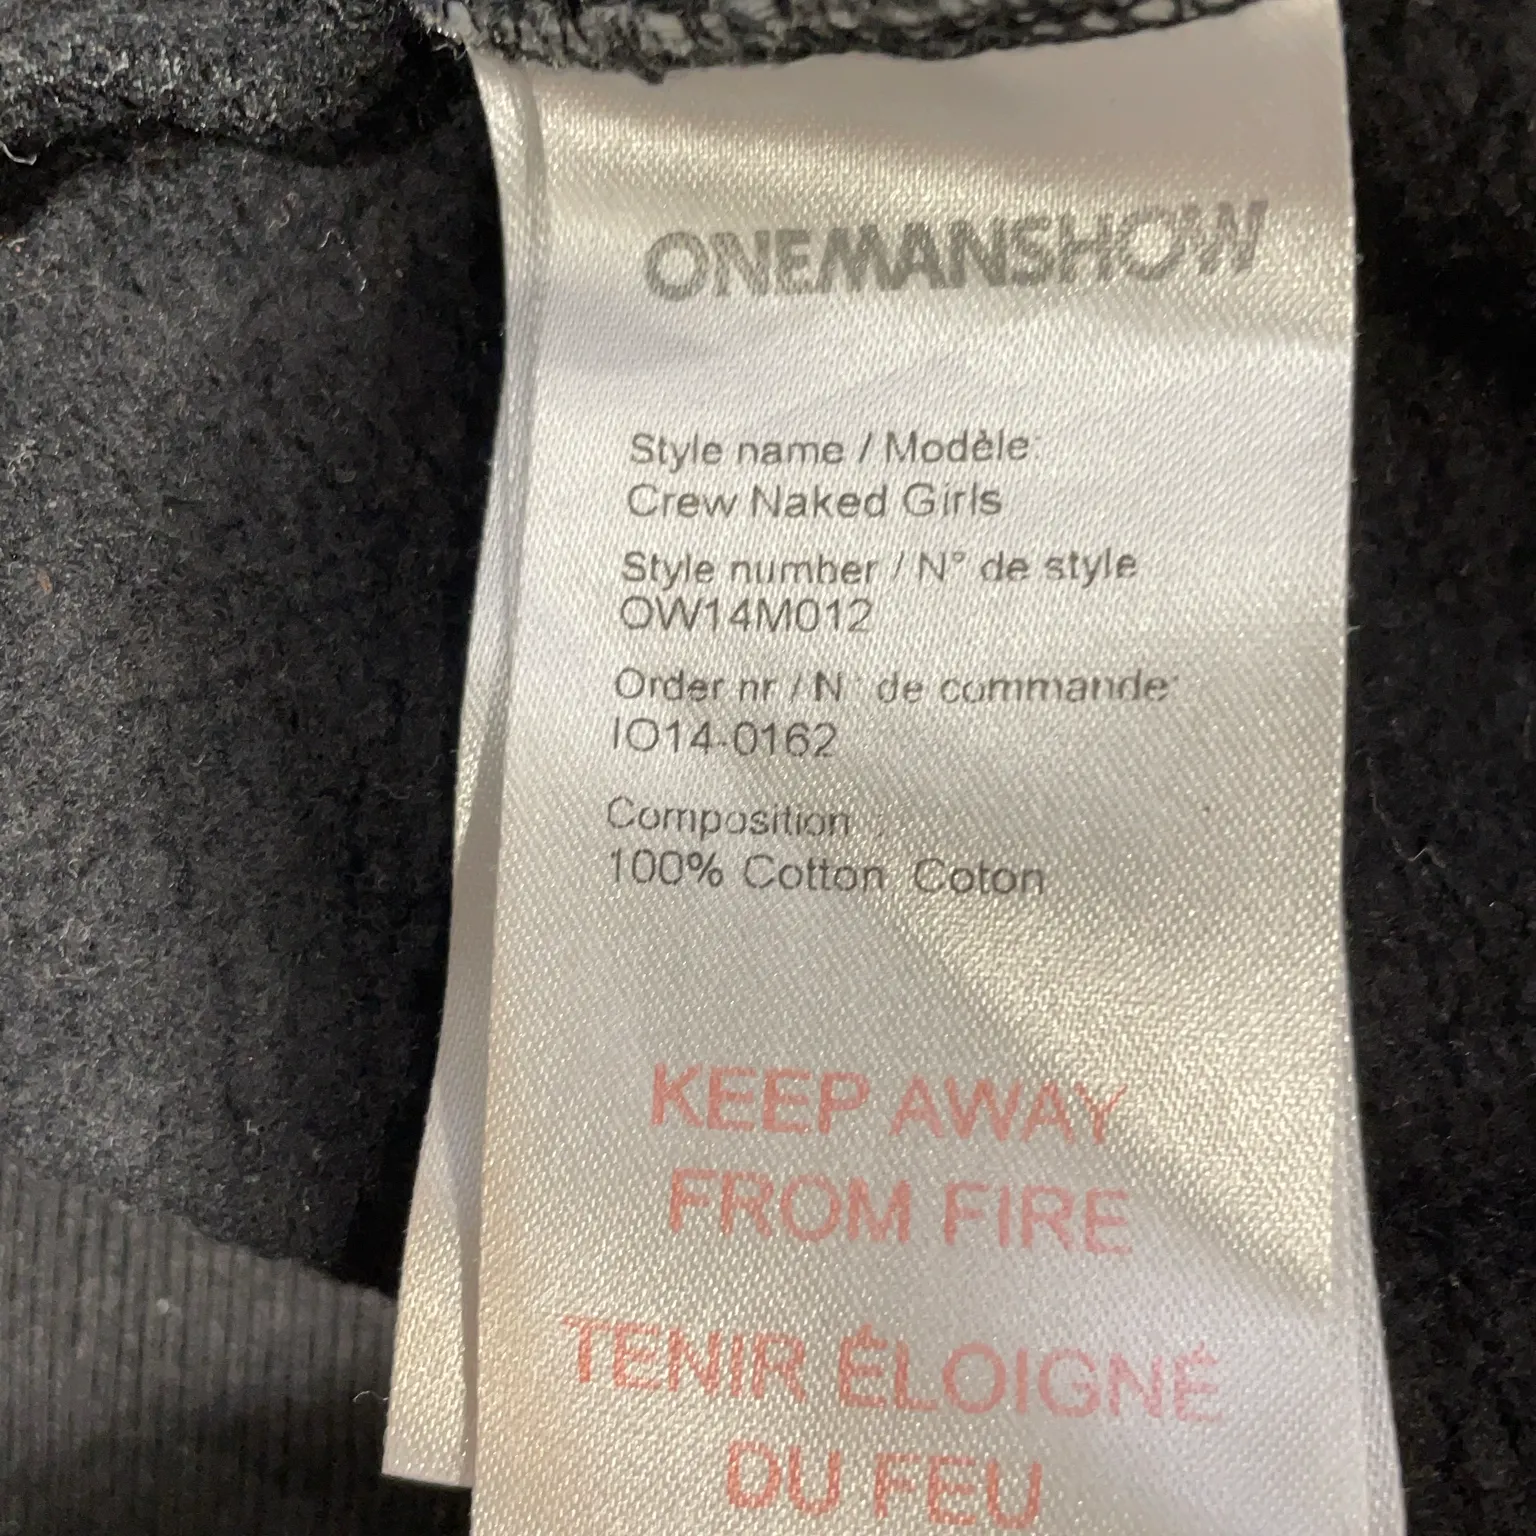 ONEMANSHOW
Style name / Modèle:
Crew Naked Girls
Style number / N° de style
OW14M012
Order nr / N° de commande:
IO14-0162
Composition :
100% Cotton Coton
KEEP AWAY
FROM FIRE
TENIR ÉLOIGNÉ
DU FEU